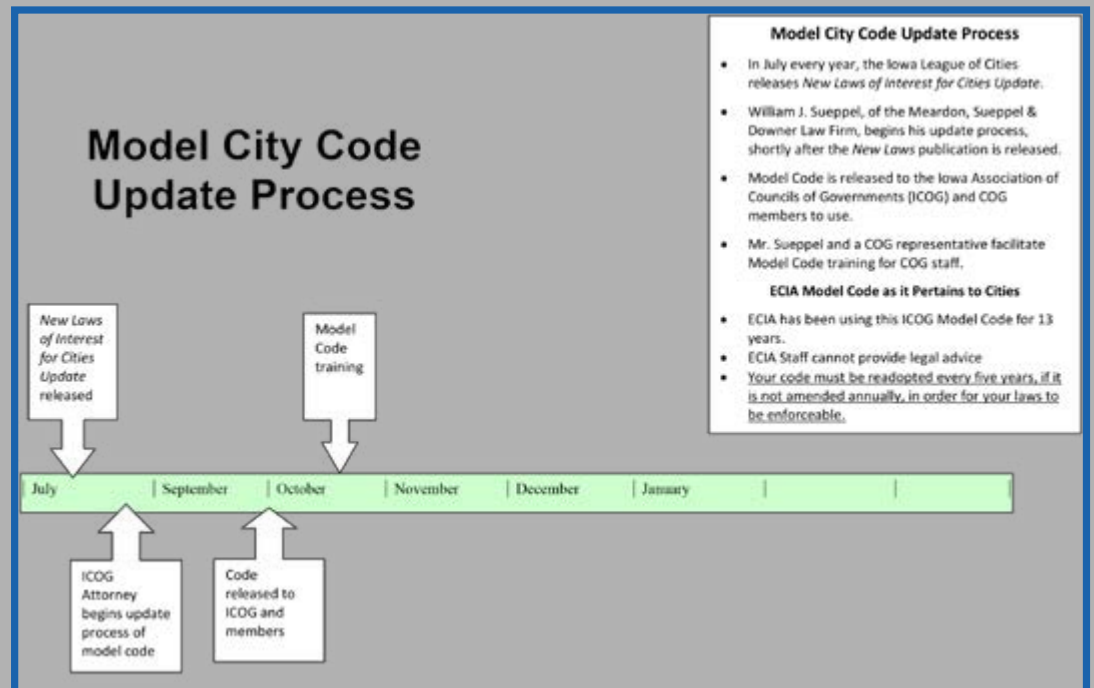 Model City Code
Update Process
Model City Code Update Process
• In July every year, the Iowa League of Cities
releases New Laws of Interest for Cities Update.
• William J. Sueppel, of the Meardon, Sueppel &
Downer Law Firm, begins his update process,
shortly after the New Laws publication is released.
• Model Code is released to the Iowa Association of
Councils of Governments (ICOG) and COG
members to use.
• Mr. Sueppel and a COG representative facilitate
Model Code training for COG staff.
ECIA Model Code as it Pertains to Cities
• ECIA has been using this ICOG Model Code for 13
years.
• ECIA Staff cannot provide legal advice
• Your code must be readopted every five years, if it
is not amended annually, in order for your laws to
be enforceable.
New Laws
of Interest
for Cities
Update
released
Model
Code
training
July
September
October
November
December
January
ICOG
Attorney
begins update
process of
model code
Code
released to
ICOG and
members